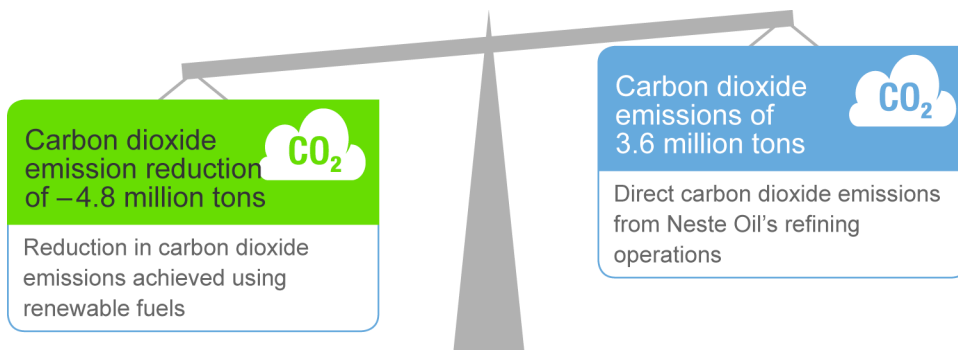 Carbon dioxide
emission reduction
of –4.8 million tons
CO₂
Reduction in carbon dioxide
emissions achieved using
renewable fuels
Carbon dioxide
emissions of
3.6 million tons
CO₂
Direct carbon dioxide emissions
from Neste Oil's refining
operations